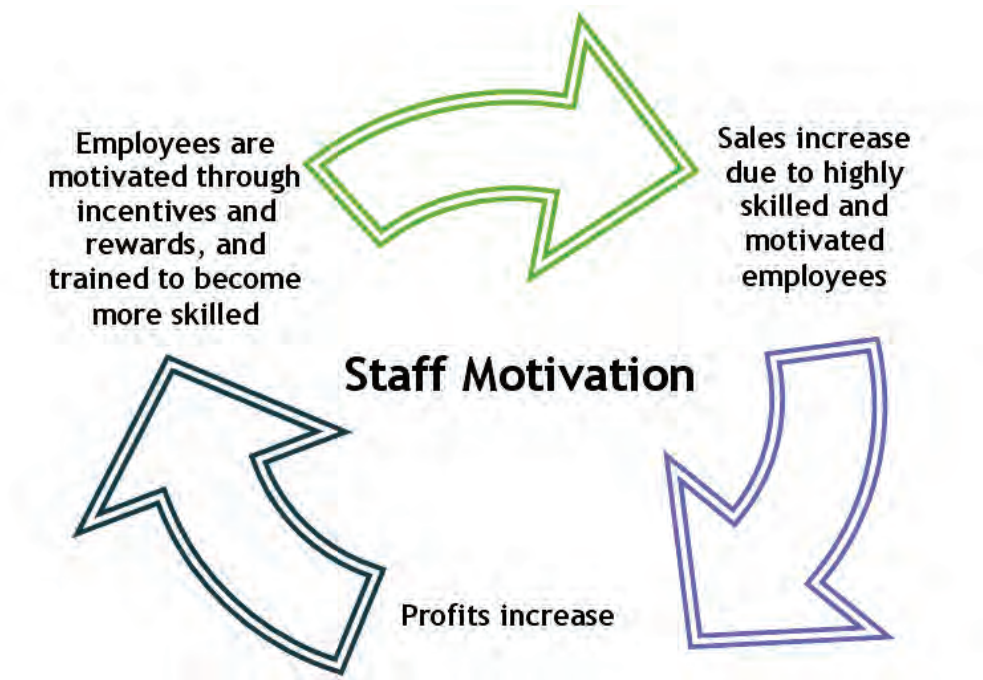 Employees are
motivated through
incentives and
rewards, and
trained to become
more skilled
Sales increase
due to highly
skilled and
motivated
employees
Staff Motivation
Profits increase